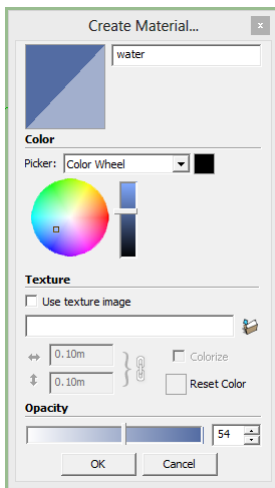 Create Material...
x
water
Color
Picker: Color Wheel
Texture
Use texture image
0.10m
Colorize
0.10m
Reset Color
Opacity
54
OK Cancel